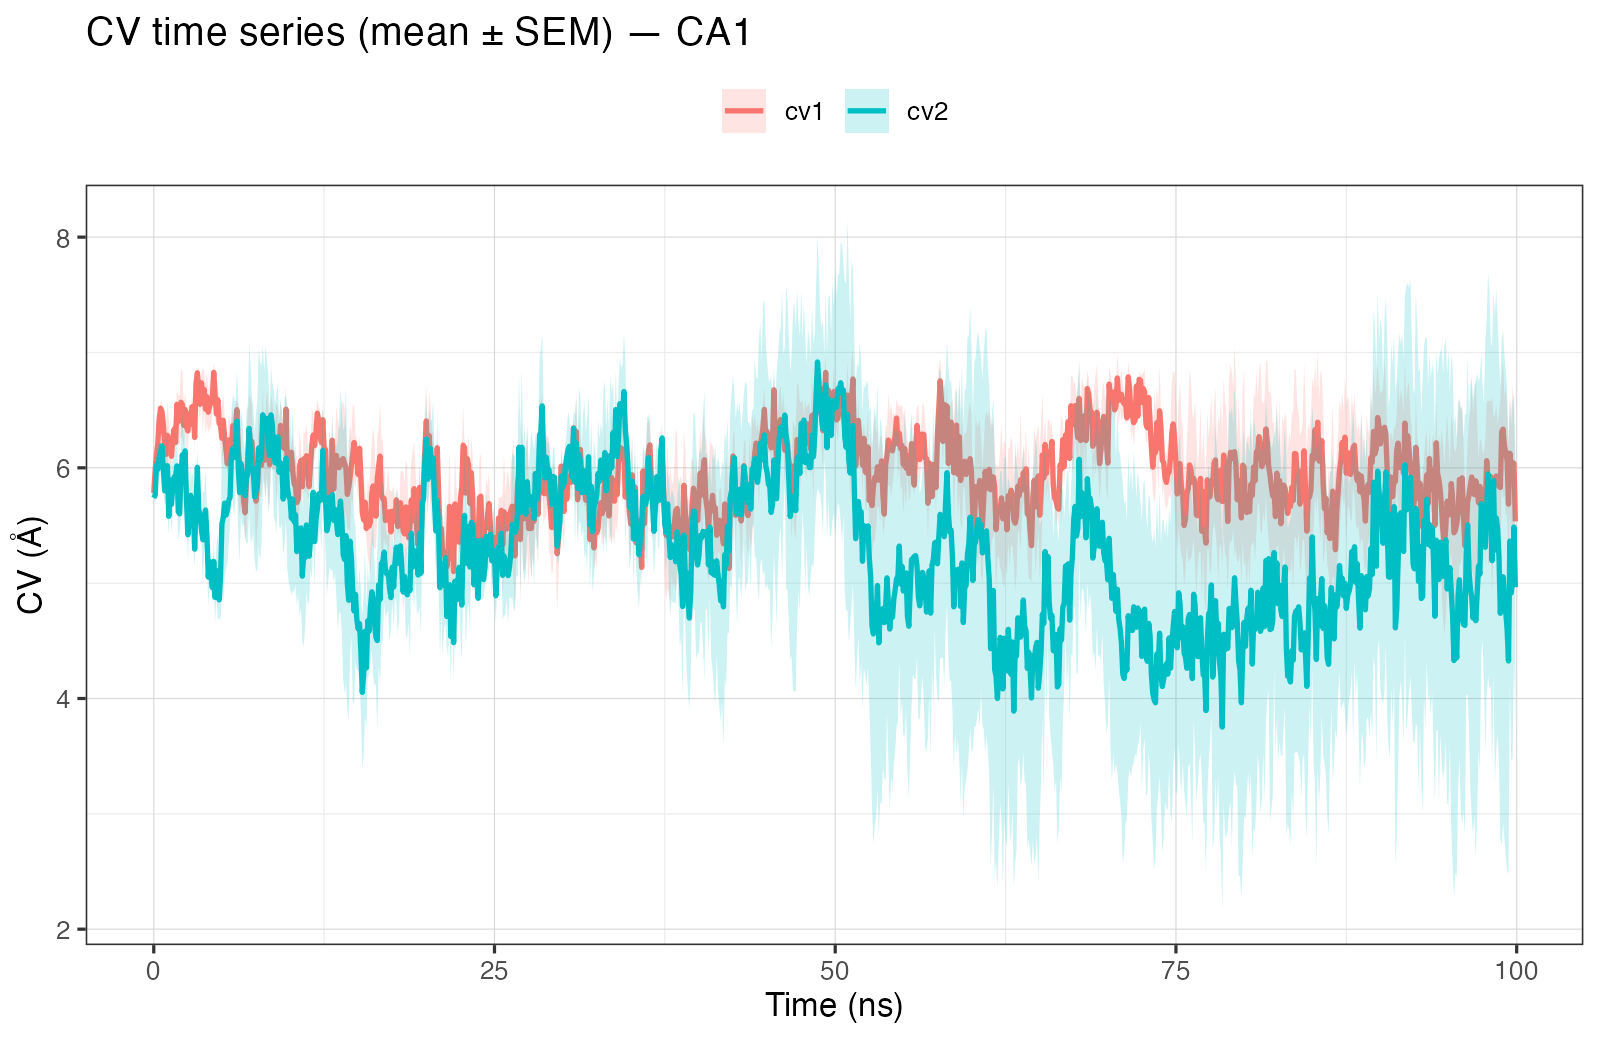 CV time series (mean ± SEM) — CA1
cv1 cv2
CV (Å)
8
6
4
2
0 25 50 75 100
Time (ns)